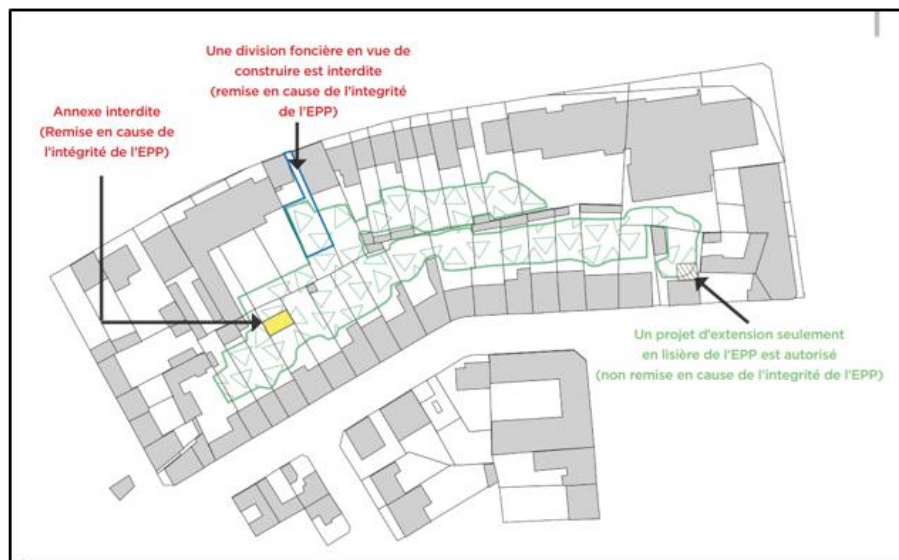 Une division foncière en vue de
construire est interdite
(remise en cause de l'integrité
de l'EPP)
Annexe interdite
(Remise en cause de
l'intégrité de l'EPP)
Un projet d'extension seulement
en lisière de l'EPP est autorisé
(non remise en cause de l'integrité de l'EPP)